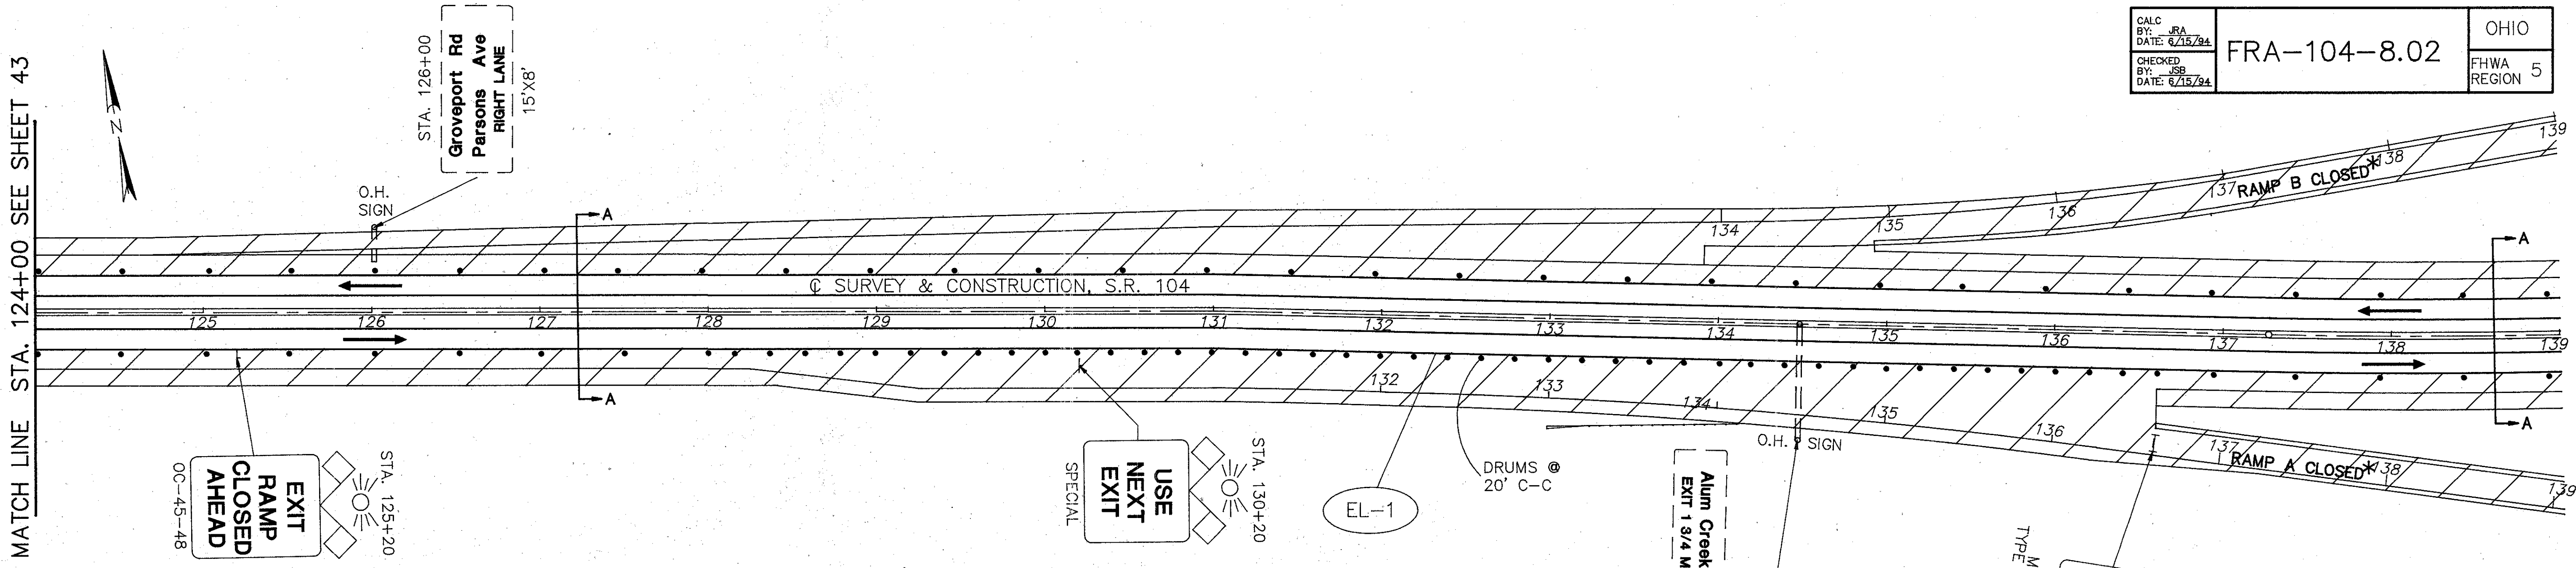 MATCH LINE STA. 124+00 SEE SHEET 43
N
STA. 126+00
Groveport Rd
Parsons Ave
RIGHT LANE
15'X8'
O.H.
SIGN
CALC
BY: JRA
DATE: 6/15/94
CHECKED
BY: JSB
DATE: 6/15/94
FRA-104-8.02
OHIO
FHWA
REGION 5
A
A
134
135
136
137
RAMP B CLOSED*
138
139
℄ SURVEY & CONSTRUCTION, S.R. 104
125
126
127
128
129
130
131
132
133
134
135
136
137
138
139
A
A
132
133
134
135
136
137
RAMP A CLOSED*
138
139
O.H. SIGN
EXIT
RAMP
CLOSED
AHEAD
OC-45-48
STA. 125+20
USE
NEXT
EXIT
SPECIAL
STA. 130+20
EL-1
DRUMS @
20' C-C
Alum Creek
EXIT 1 3/4 M
TYPE
M